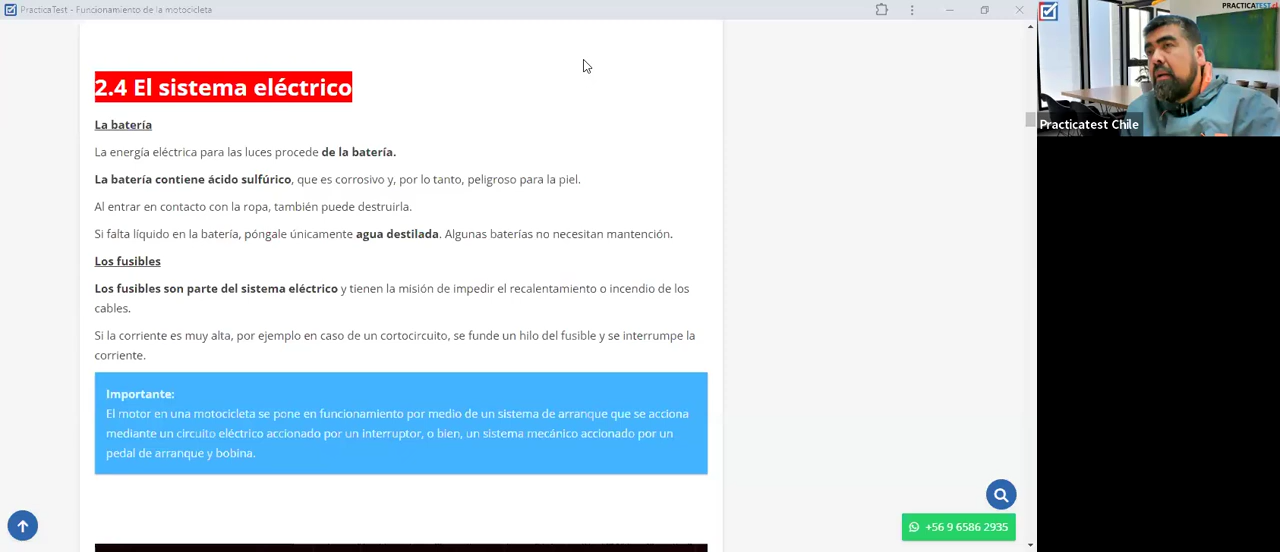 PracticaTest - Funcionamiento de la motocicleta
PRACTICATEST.cl
2.4 El sistema eléctrico
La batería
La energía eléctrica para las luces procede de la batería.
La batería contiene ácido sulfúrico, que es corrosivo y, por lo tanto, peligroso para la piel.
Al entrar en contacto con la ropa, también puede destruirla.
Si falta líquido en la batería, póngale únicamente agua destilada. Algunas baterías no necesitan mantención.
Los fusibles
Los fusibles son parte del sistema eléctrico y tienen la misión de impedir el recalentamiento o incendio de los
cables.
Si la corriente es muy alta, por ejemplo en caso de un cortocircuito, se funde un hilo del fusible y se interrumpe la
corriente.
Importante:
El motor en una motocicleta se pone en funcionamiento por medio de un sistema de arranque que se acciona
mediante un circuito eléctrico accionado por un interruptor, o bien, un sistema mecánico accionado por un
pedal de arranque y bobina.
Practicatest Chile
+56 9 6586 2935